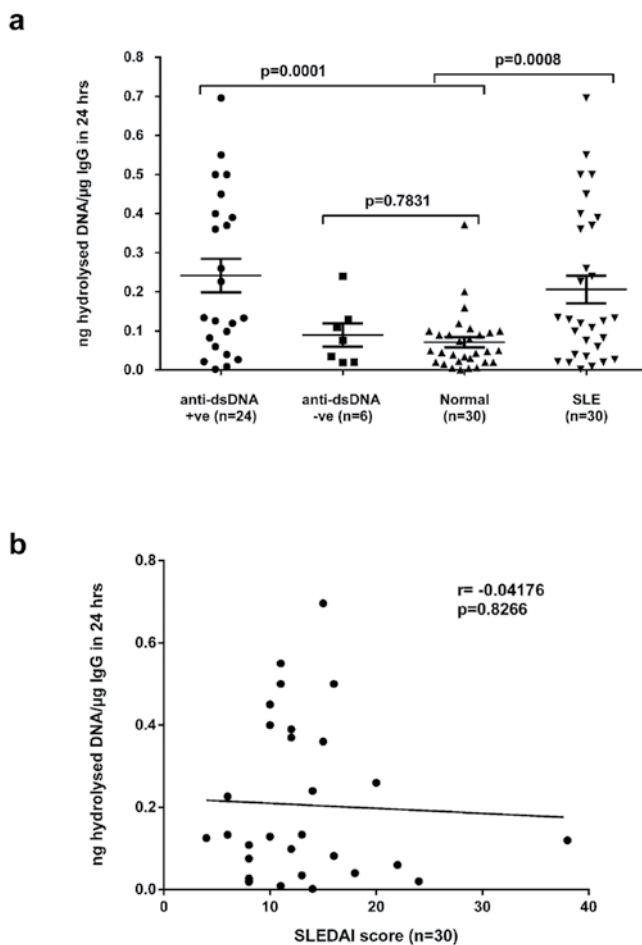 a
p=0.0001
p=0.0008
p=0.7831
ng hydrolysed DNA/µg IgG in 24 hrs
0.8
0.7
0.6
0.5
0.4
0.3
0.2
0.1
0.0
anti-dsDNA
+ve (n=24)
anti-dsDNA
-ve (n=6)
Normal
(n=30)
SLE
(n=30)
b
r= -0.04176
p=0.8266
ng hydrolysed DNA/µg IgG in 24 hrs
0.8
0.6
0.4
0.2
0.0
0
10
20
30
40
SLEDAI score (n=30)